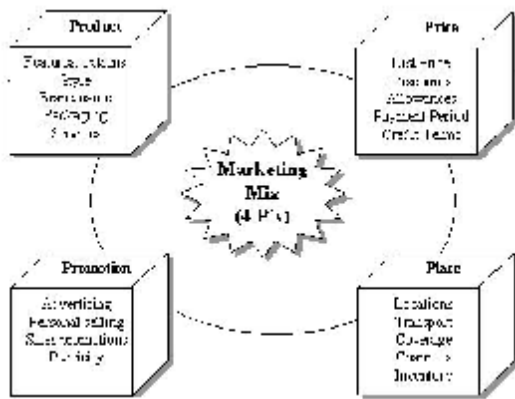 Product
Style
Packaging
Price
List Price
Discounts
Allowances
Payment Period
Credit Terms
Marketing
Mix
(4 P's)
Promotion
Advertising
Personal selling
Sales promotions
Publicity
Place
Locations
Transport
Coverage
Channels
Inventory